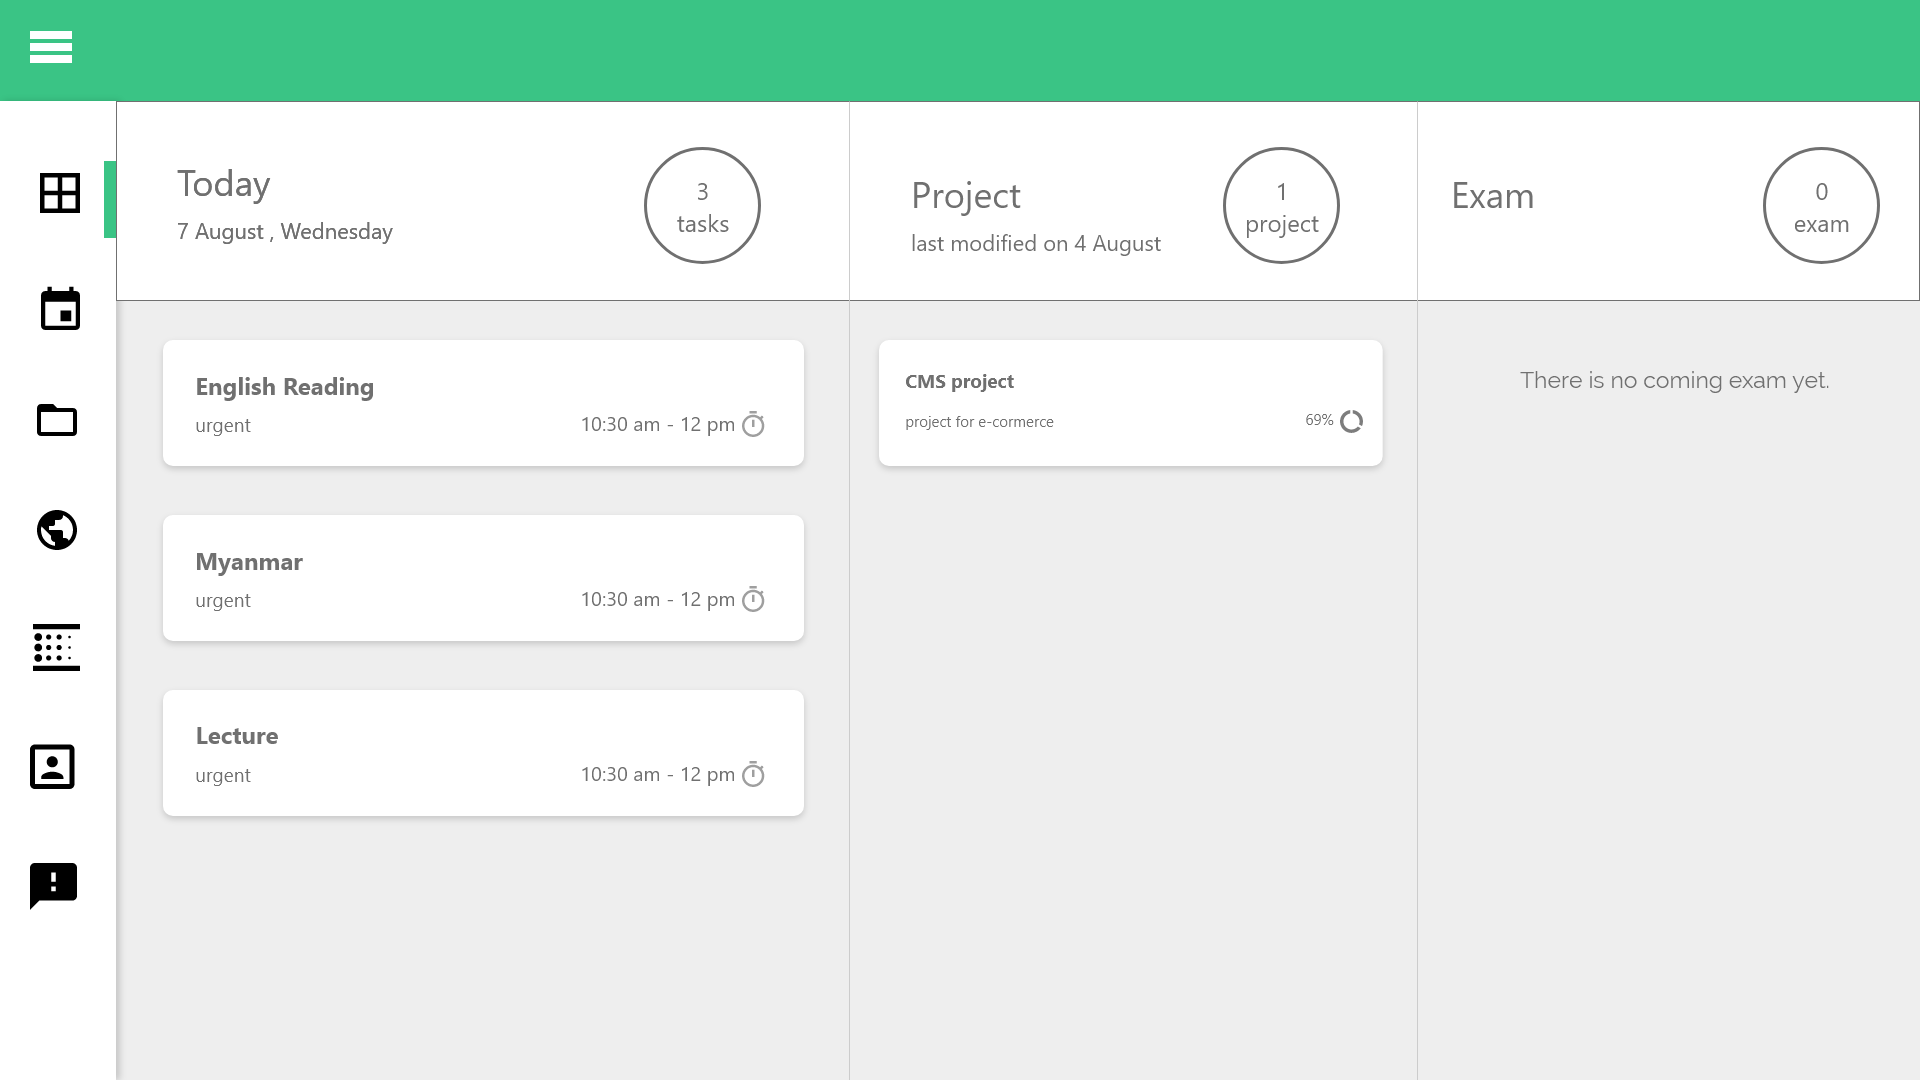 Today
7 August , Wednesday
3
tasks
Project
last modified on 4 August
1
project
Exam
0
exam
English Reading
urgent
10:30 am - 12 pm
Myanmar
urgent
10:30 am - 12 pm
Lecture
urgent
10:30 am - 12 pm
CMS project
project for e-commerce
69%
There is no coming exam yet.